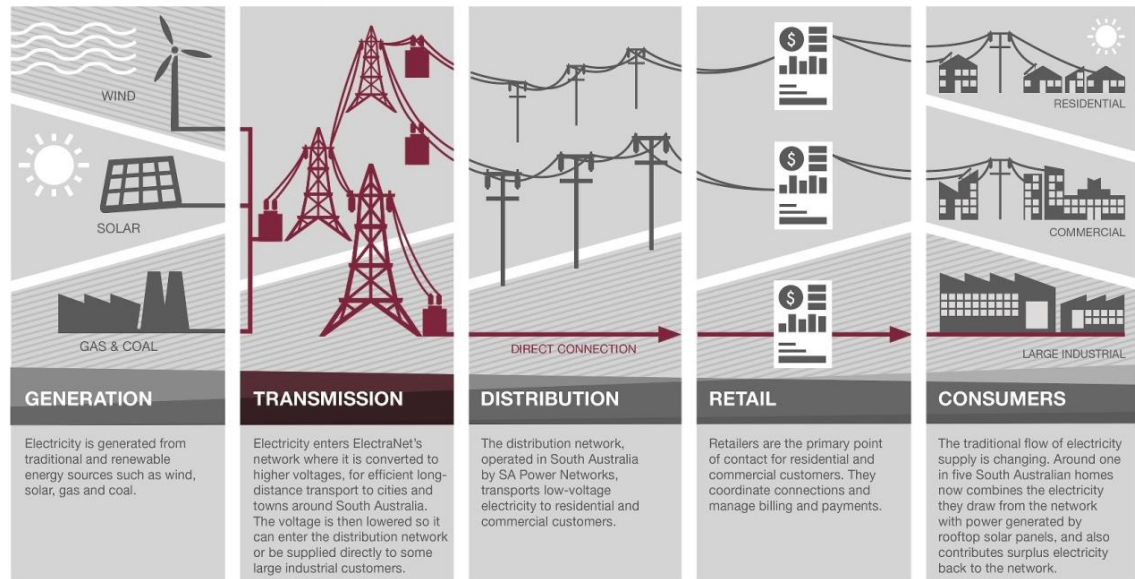 WIND
SOLAR
GAS & COAL
DIRECT CONNECTION
$
$
$
RESIDENTIAL
COMMERCIAL
LARGE INDUSTRIAL
GENERATION
Electricity is generated from
traditional and renewable
energy sources such as wind,
solar, gas and coal.
TRANSMISSION
Electricity enters ElectraNet's
network where it is converted to
higher voltages, for efficient long-
distance transport to cities and
towns around South Australia.
The voltage is then lowered so it
can enter the distribution network
or be supplied directly to some
large industrial customers.
DISTRIBUTION
The distribution network,
operated in South Australia
by SA Power Networks,
transports low-voltage
electricity to residential and
commercial customers.
RETAIL
Retailers are the primary point
of contact for residential and
commercial customers. They
coordinate connections and
manage billing and payments.
CONSUMERS
The traditional flow of electricity
supply is changing. Around one
in five South Australian homes
now combines the electricity
they draw from the network
with power generated by
rooftop solar panels, and also
contributes surplus electricity
back to the network.